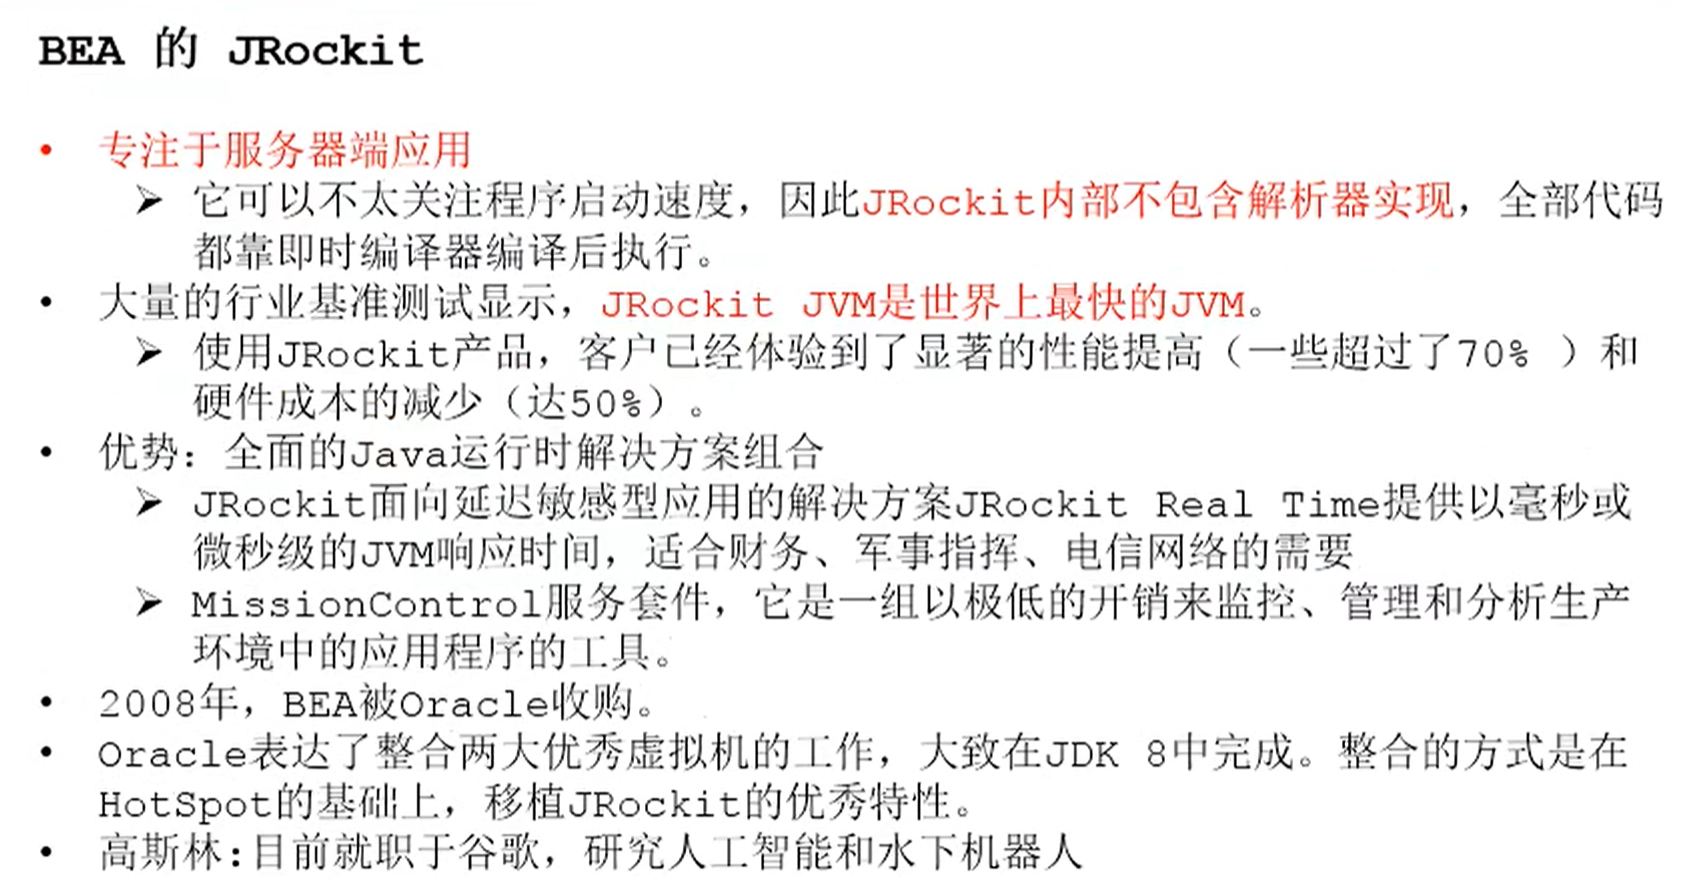 BEA 的 JRockit
• 专注于服务器端应用
➢ 它可以不太关注程序启动速度，因此JRockit内部不包含解析器实现，全部代码
都靠即时编译器编译后执行。
• 大量的行业基准测试显示，JRockit JVM是世界上最快的JVM。
➢ 使用JRockit产品，客户已经体验到了显著的性能提高（一些超过了70% ）和
硬件成本的减少（达50%）。
• 优势：全面的Java运行时解决方案组合
➢ JRockit面向延迟敏感型应用的解决方案JRockit Real Time提供以毫秒或
微秒级的JVM响应时间，适合财务、军事指挥、电信网络的需要
➢ MissionControl服务套件，它是一组以极低的开销来监控、管理和分析生产
环境中的应用程序的工具。
• 2008年，BEA被Oracle收购。
• Oracle表达了整合两大优秀虚拟机的工作，大致在JDK 8中完成。整合的方式是在
HotSpot的基础上，移植JRockit的优秀特性。
• 高斯林:目前就职于谷歌，研究人工智能和水下机器人